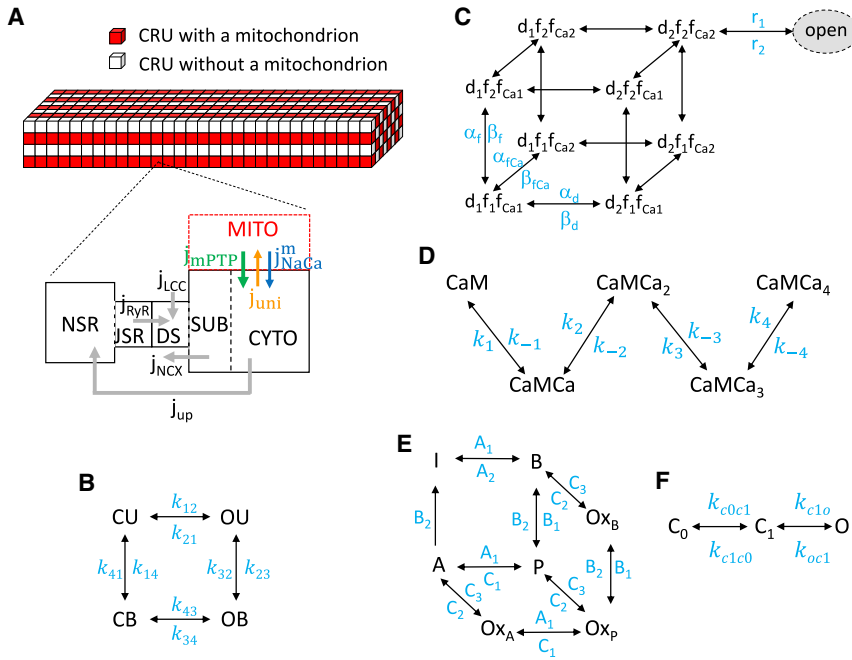 A
CRU with a mitochondrion
CRU without a mitochondrion
MITO
jmPTP
juni
jᵐNaCa
jLCC
jRyR
NSR
JSR
DS
SUB
CYTO
jNCX
jup
B
CU k12 OU
k21
k41 k14 k32 k23
k43
CB OB
k34
C
d1f2fCa2 d2f2fCa2 r1 open
r2
d1f2fCa1 d2f2fCa1
αf βf d1f1fCa2 d2f1fCa2
αfCa
βfCa αd
d1f1fCa1 d2f1fCa1
βd
D
CaM CaMCa2 CaMCa4
k1 k-1 k2 k-2 k3 k-3 k4 k-4
CaMCa CaMCa3
E
A1
I B
A2 C3
C2
OxB
B2 B2 B1
A1 B2 B1
A P
C1 C3
C3 C2
C2 A1
OxA OxP
C1
F
kc0c1 kc1o
C0 C1 O
kc1c0 koc1